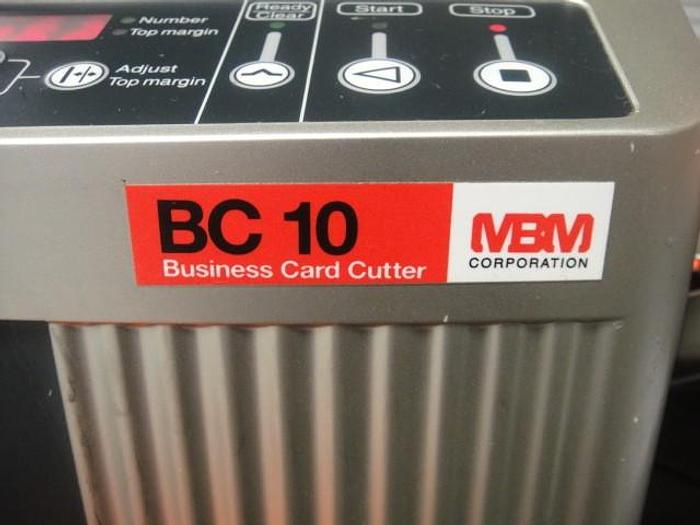 Number
Top margin
Adjust
Top margin
Ready
Clear
Start
Stop
BC 10
Business Card Cutter
MBM
CORPORATION